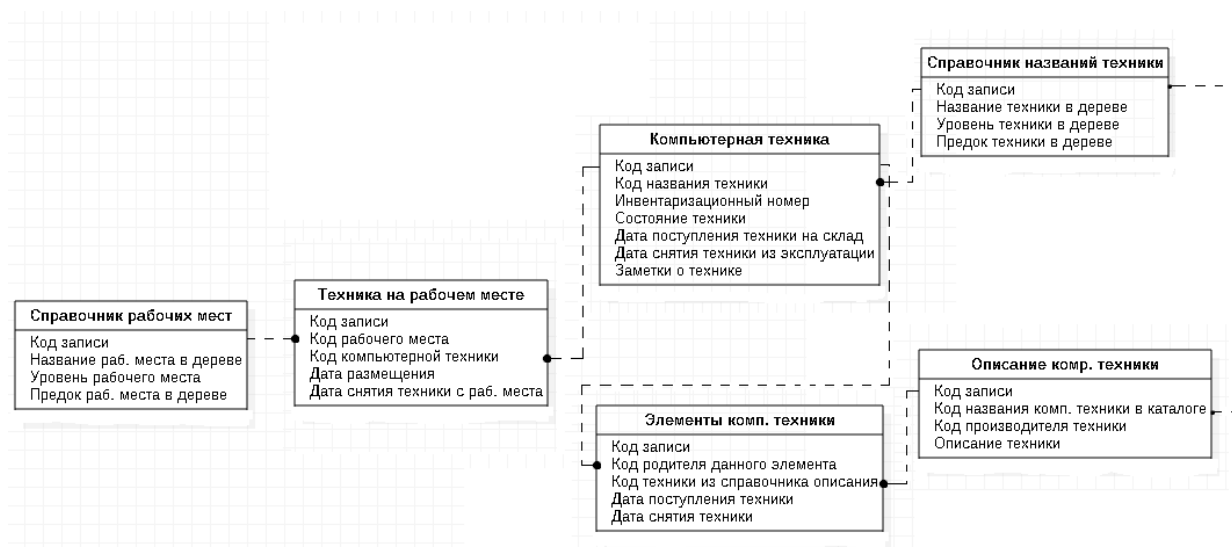 Справочник рабочих мест
Код записи
Название раб. места в дереве
Уровень рабочего места
Предок раб. места в дереве
Техника на рабочем месте
Код записи
Код рабочего места
Код компьютерной техники
Дата размещения
Дата снятия техники с раб. места
Компьютерная техника
Код записи
Код названия техники
Инвентаризационный номер
Состояние техники
Дата поступления техники на склад
Дата снятия техники из эксплуатации
Заметки о технике
Элементы комп. техники
Код записи
Код родителя данного элемента
Код техники из справочника описания
Дата поступления техники
Дата снятия техники
Справочник названий техники
Код записи
Название техники в дереве
Уровень техники в дереве
Предок техники в дереве
Описание комр. техники
Код записи
Код названия комп. техники в каталоге
Код производителя техники
Описание техники